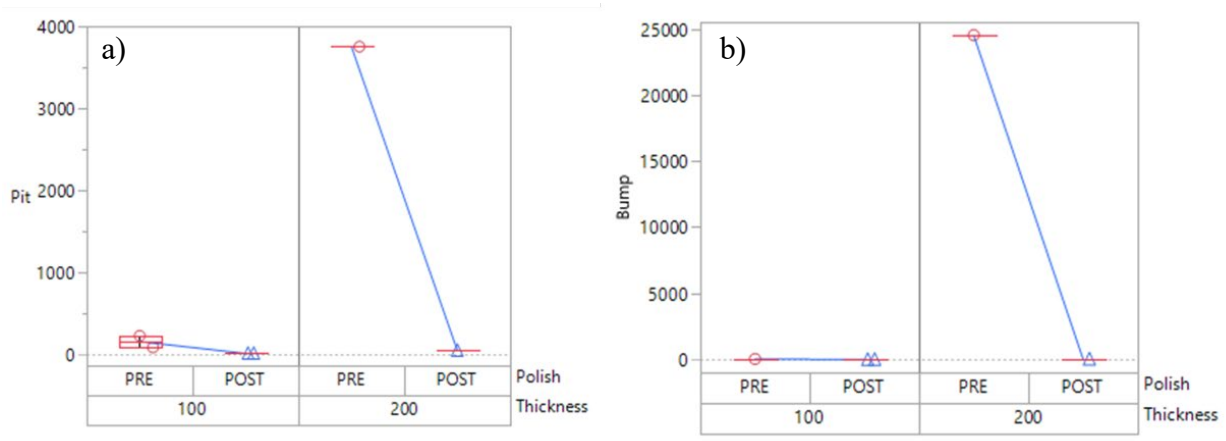 a)
4000
3000
2000
1000
0
Pit
PRE POST PRE POST Polish
100 200 Thickness
b)
25000
20000
15000
10000
5000
0
Bump
PRE POST PRE POST Polish
100 200 Thickness